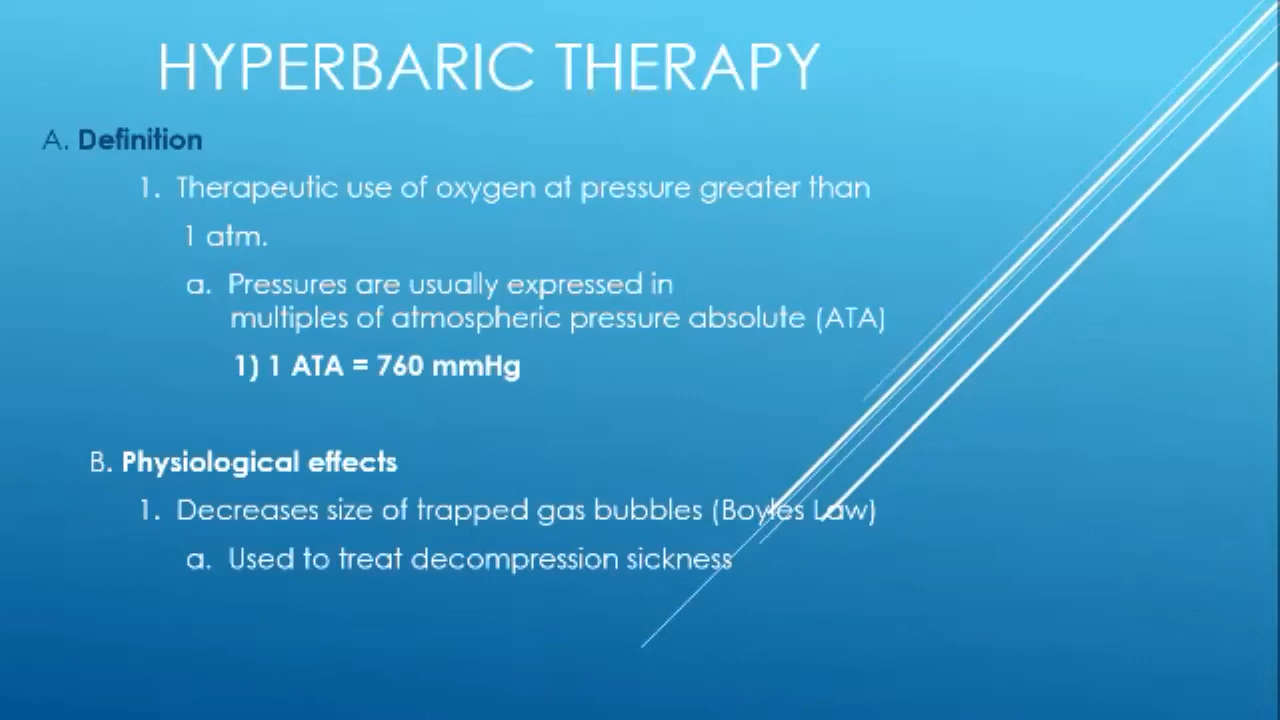 HYPERBARIC THERAPY
A. Definition
1. Therapeutic use of oxygen at pressure greater than
1 atm.
a. Pressures are usually expressed in
multiples of atmospheric pressure absolute (ATA)
1) 1 ATA = 760 mmHg
B. Physiological effects
1. Decreases size of trapped gas bubbles (Boyles Law)
a. Used to treat decompression sickness